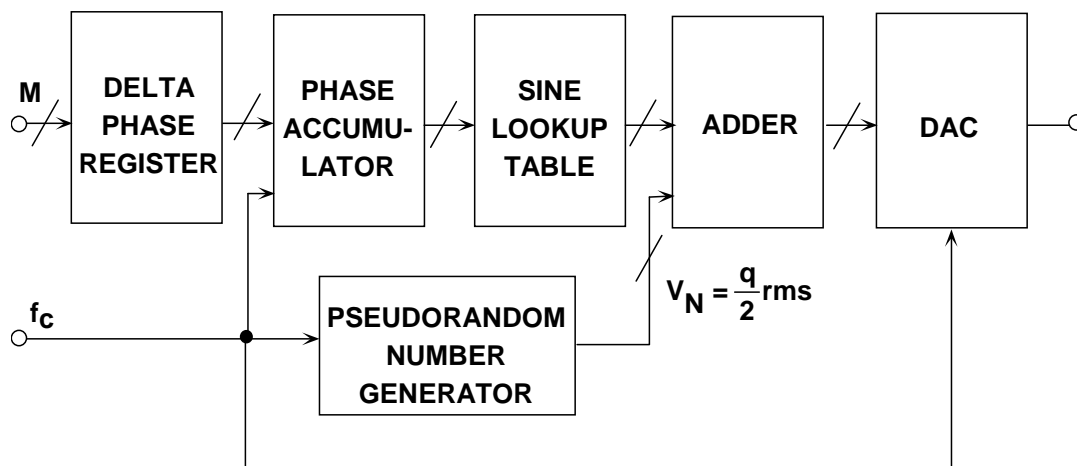 M
DELTA
PHASE
REGISTER
PHASE
ACCUMU-
LATOR
SINE
LOOKUP
TABLE
ADDER
DAC
fc
PSEUDORANDOM
NUMBER
GENERATOR
VN = q/2 rms